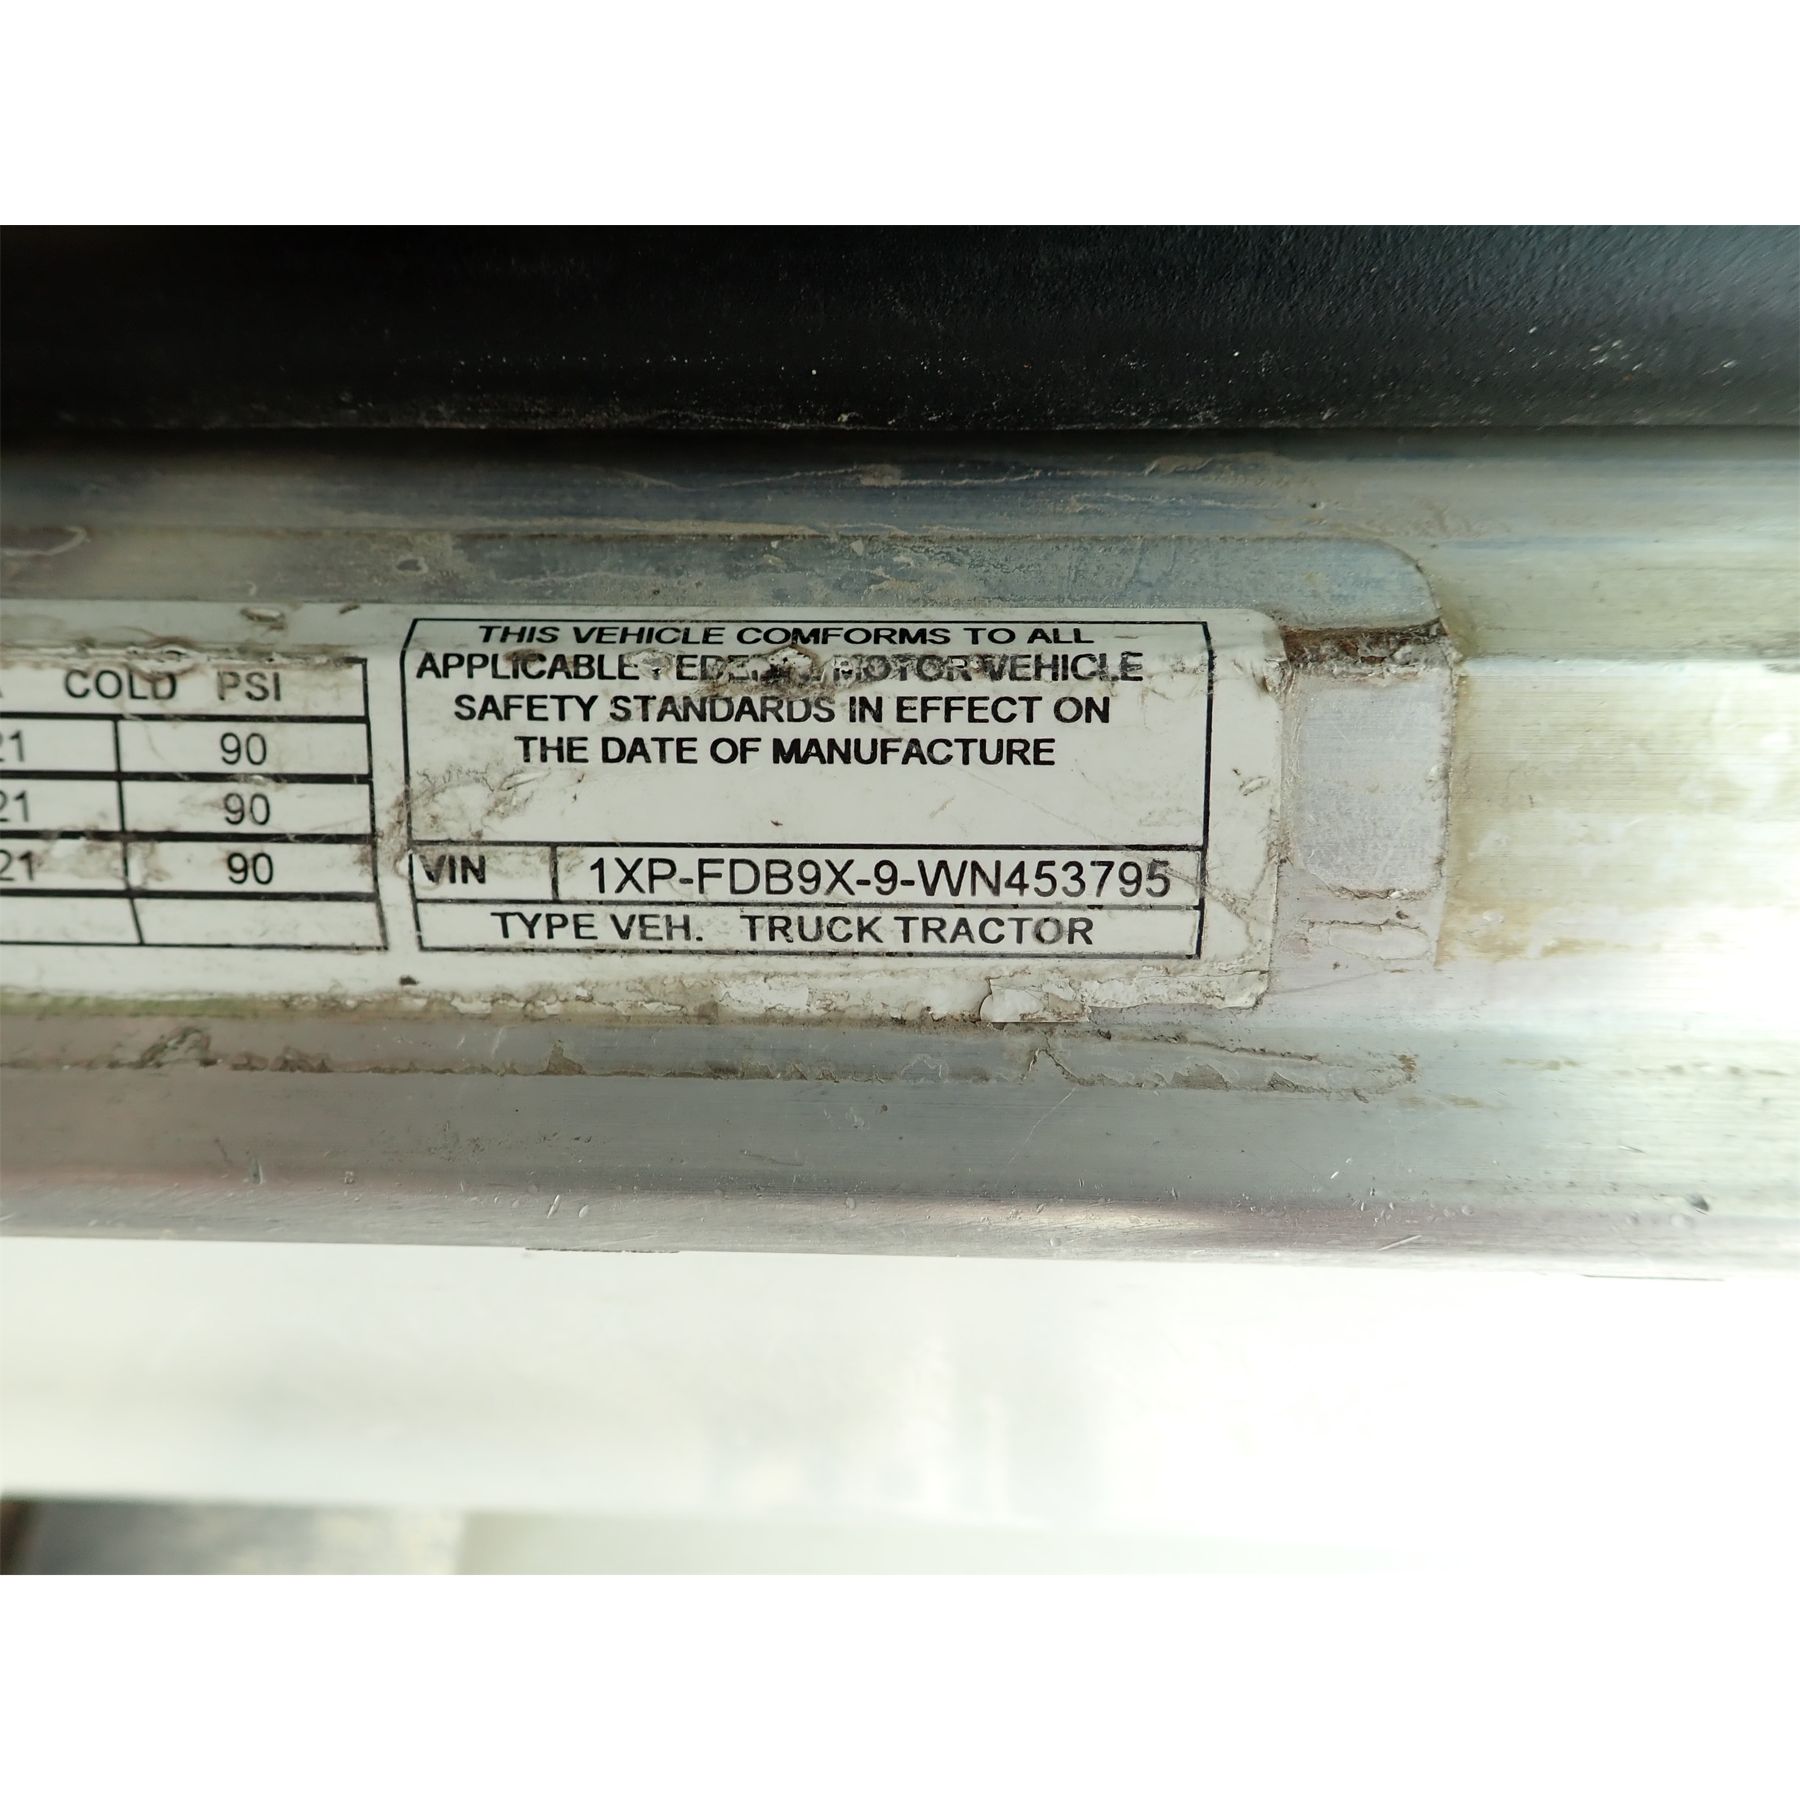 COLD PSI
21 90
21 90
21 90
THIS VEHICLE COMFORMS TO ALL
APPLICABLE MOTOR VEHICLE
SAFETY STANDARDS IN EFFECT ON
THE DATE OF MANUFACTURE
VIN 1XP-FDB9X-9-WN453795
TYPE VEH. TRUCK TRACTOR